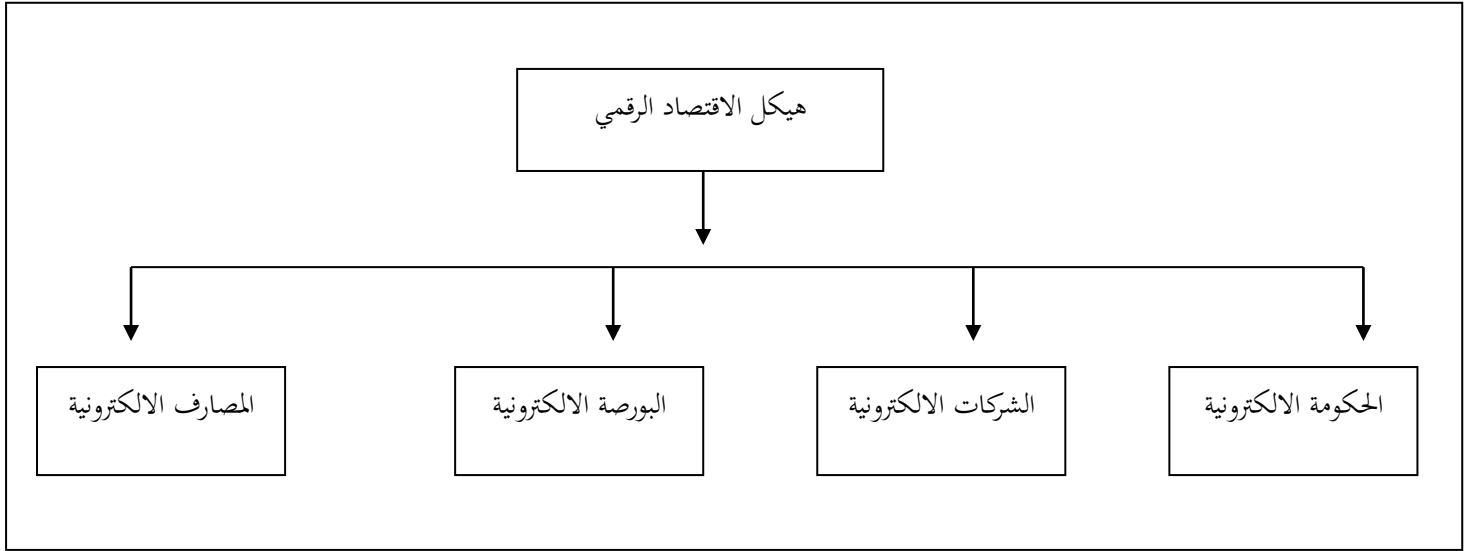 هيكل الاقتصاد الرقمي
الحكومة الالكترونية
الشركات الالكترونية
البورصة الالكترونية
المصارف الالكترونية